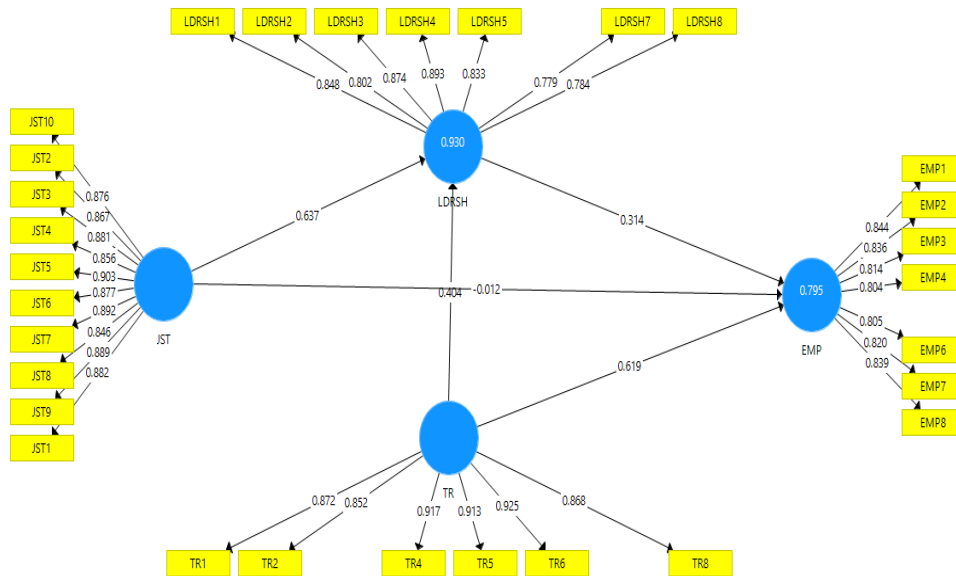 LDRSH1 LDRSH2 LDRSH3 LDRSH4 LDRSH5 LDRSH7 LDRSH8
0.848 0.802 0.874 0.893 0.833 0.779 0.784
0.930
LDRSH
JST10
JST2
JST3
JST4
JST5
JST6
JST7
JST8
JST9
JST1
0.876
0.867
0.881
0.856
0.903
0.877
0.892
0.846
0.889
0.882
JST
0.637
0.314
0.404
-0.012
0.619
EMP1
EMP2
EMP3
EMP4
EMP6
EMP7
EMP8
0.844
0.836
0.814
0.804
0.805
0.820
0.839
0.795
EMP
TR
0.872 0.852 0.917 0.913 0.925 0.868
TR1 TR2 TR4 TR5 TR6 TR8